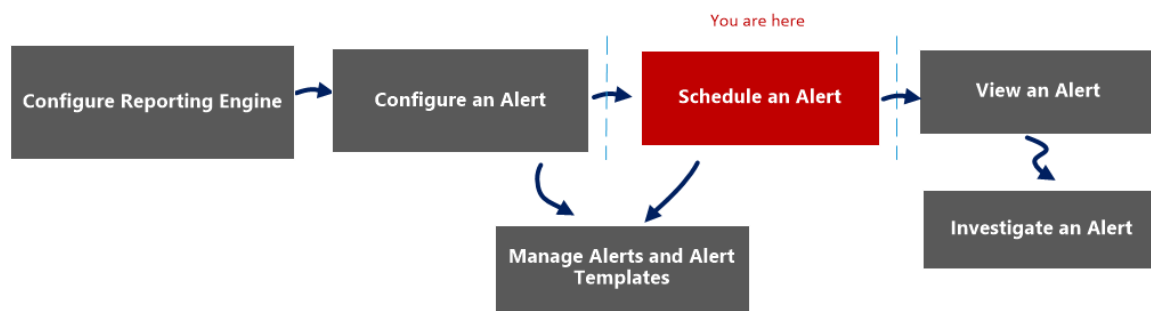 You are here
Configure Reporting Engine
Configure an Alert
Schedule an Alert
View an Alert
Manage Alerts and Alert
Templates
Investigate an Alert